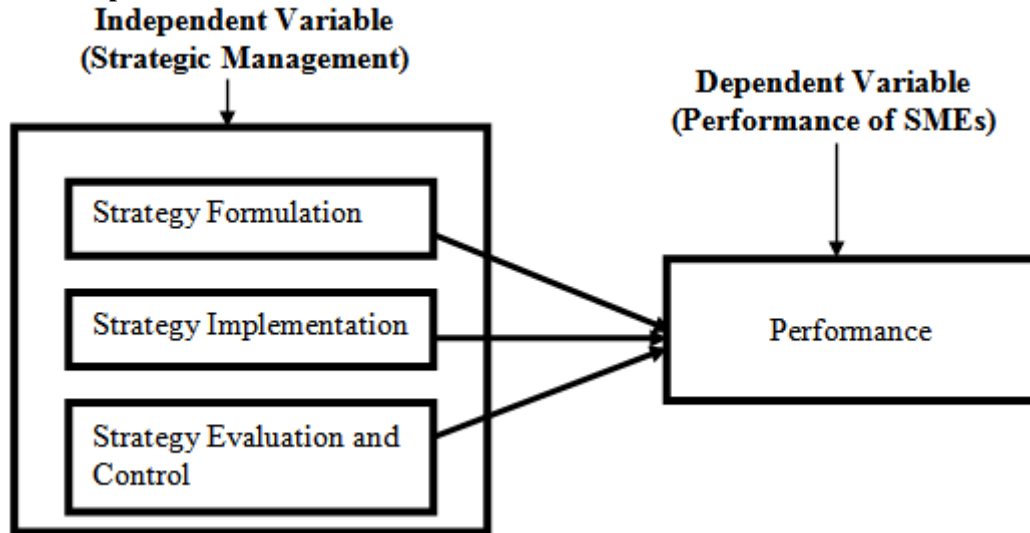 Independent Variable
(Strategic Management)
Dependent Variable
(Performance of SMEs)
Strategy Formulation
Strategy Implementation
Strategy Evaluation and
Control
Performance